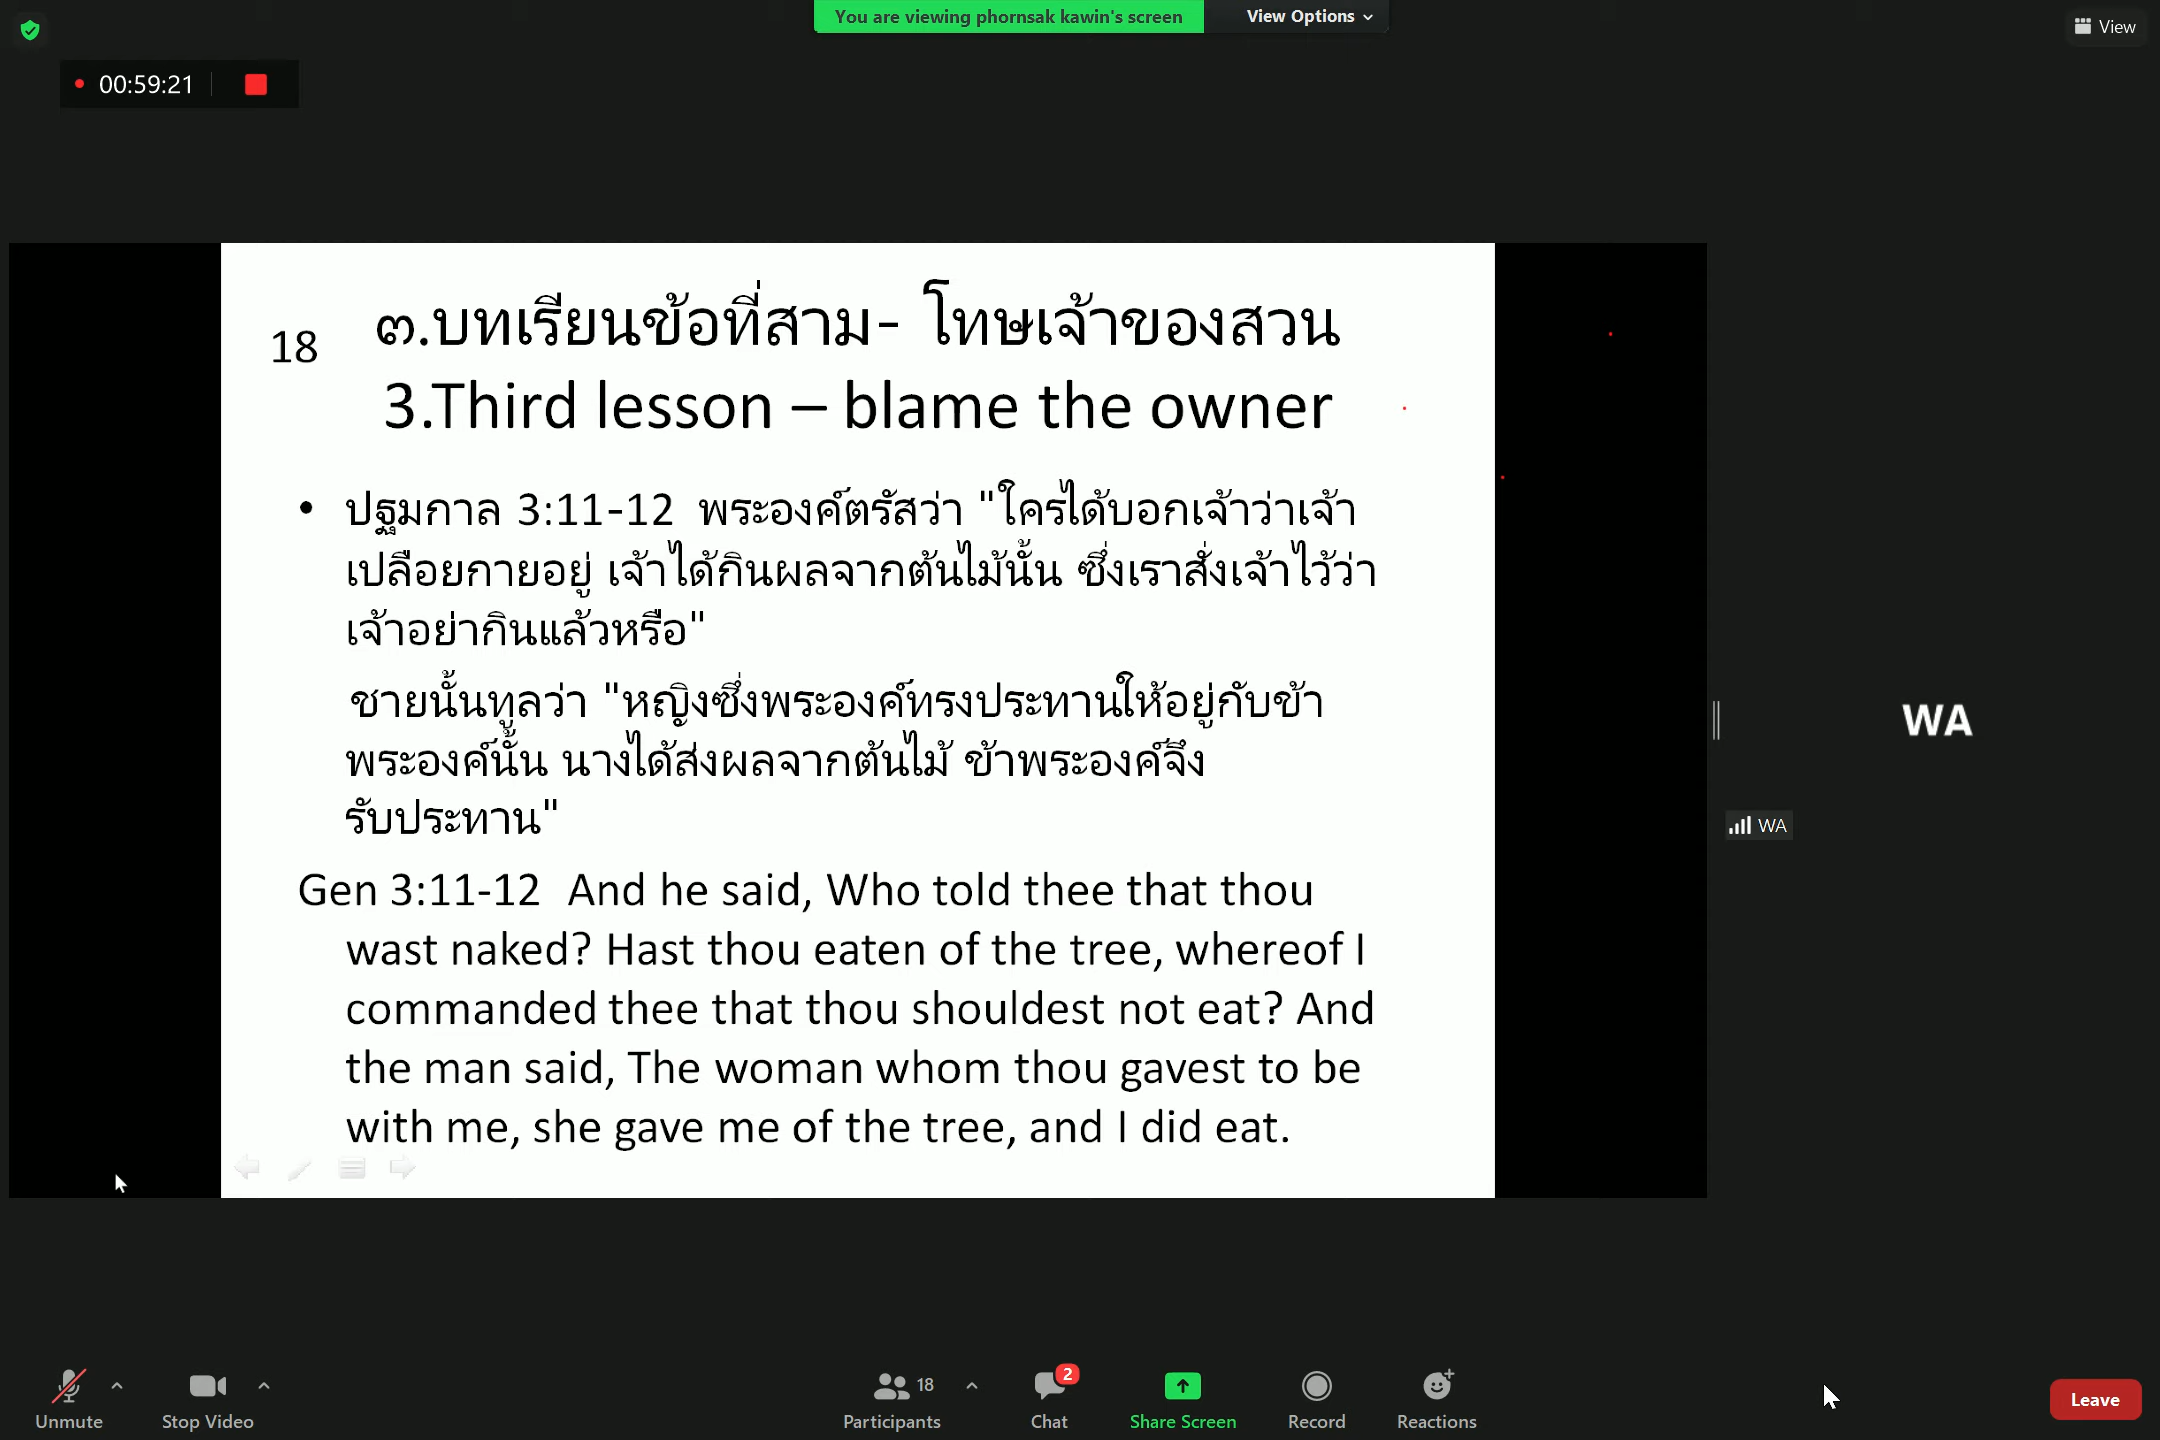 You are viewing phornsak kawin's screen
View Options
View
00:59:21
18
๓.บทเรียนข้อที่สาม- โทษเจ้าของสวน
3.Third lesson – blame the owner
• ปฐมกาล 3:11-12 พระองค์ตรัสว่า "ใครได้บอกเจ้าว่าเจ้า
เปลือยกายอยู่ เจ้าได้กินผลจากต้นไม้นั้น ซึ่งเราสั่งเจ้าไว้ว่า
เจ้าอย่ากินแล้วหรือ"
ชายนั้นทูลว่า "หญิงซึ่งพระองค์ทรงประทานให้อยู่กับข้า
พระองค์นั้น นางได้ส่งผลจากต้นไม้ ข้าพระองค์จึง
รับประทาน"
Gen 3:11-12 And he said, Who told thee that thou
wast naked? Hast thou eaten of the tree, whereof I
commanded thee that thou shouldest not eat? And
the man said, The woman whom thou gavest to be
with me, she gave me of the tree, and I did eat.
WA
WA
Unmute
Stop Video
18
Participants
2
Chat
Share Screen
Record
Reactions
Leave